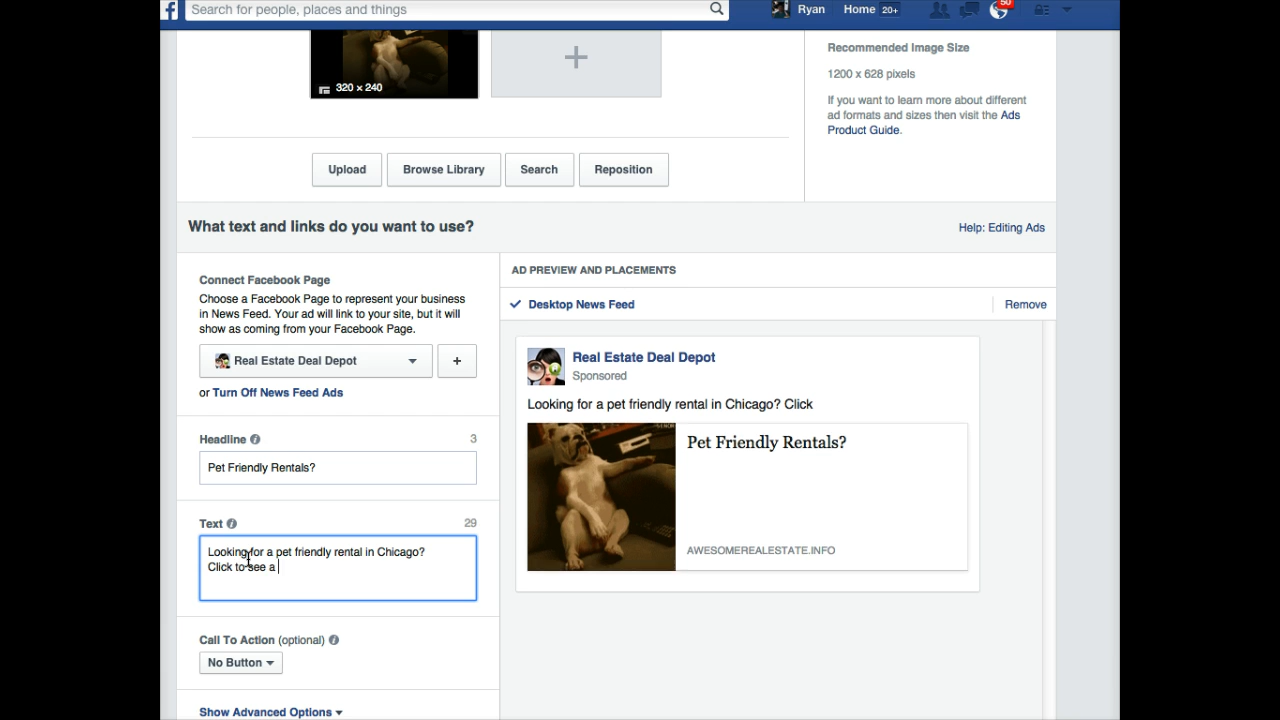 Search for people, places and things
Ryan
Home 20+
50
320 × 240
+
Recommended Image Size
1200 x 628 pixels
If you want to learn more about different
ad formats and sizes then visit the Ads
Product Guide.
Upload
Browse Library
Search
Reposition
What text and links do you want to use?
Help: Editing Ads
Connect Facebook Page
Choose a Facebook Page to represent your business
in News Feed. Your ad will link to your site, but it will
show as coming from your Facebook Page.
Real Estate Deal Depot
+
or Turn Off News Feed Ads
Headline
3
Pet Friendly Rentals?
Text
29
Looking for a pet friendly rental in Chicago?
Click to see a
Call To Action (optional)
No Button
Show Advanced Options
AD PREVIEW AND PLACEMENTS
Desktop News Feed
Remove
Real Estate Deal Depot
Sponsored
Looking for a pet friendly rental in Chicago? Click
Pet Friendly Rentals?
AWESOMEREALESTATE.INFO